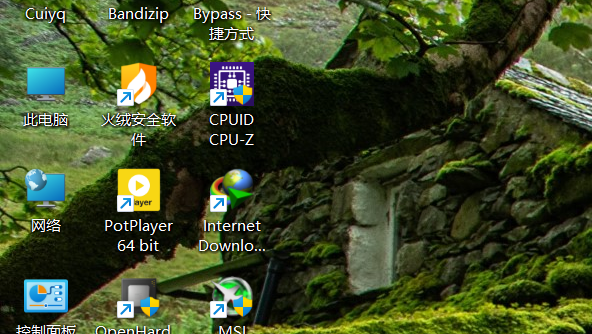 Cuiyq
Bandizip
Bypass - 快
捷方式
此电脑
火绒安全软
件
CPUID
CPU-Z
网络
PotPlayer
64 bit
Internet
Downlo...
控制面板
OpenHard
MSI